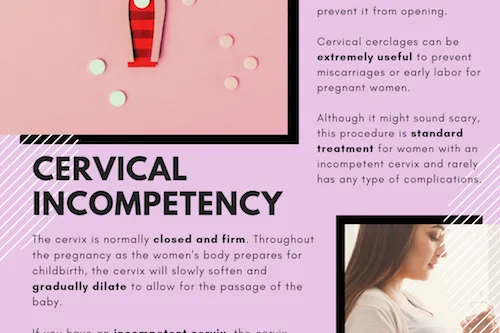 prevent it from opening.
Cervical cerclages can be
extremely useful to prevent
miscarriages or early labor for
pregnant women.
Although it might sound scary,
this procedure is standard
treatment for women with an
incompetent cervix and rarely
has any type of complications.
CERVICAL
INCOMPETENCY
The cervix is normally closed and firm. Throughout
the pregnancy as the women's body prepares for
childbirth, the cervix will slowly soften and
gradually dilate to allow for the passage of the
baby.
If you have an incompetent cervix, the cervix